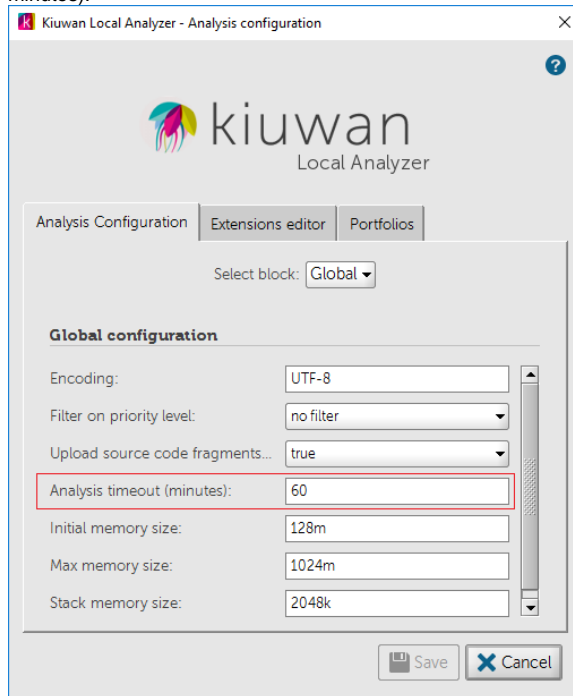 minutes).
Kiuwan Local Analyzer - Analysis configuration
?
kiuwan
Local Analyzer
Analysis Configuration Extensions editor Portfolios
Select block: Global
Global configuration
Encoding: UTF-8
Filter on priority level: no filter
Upload source code fragments... true
Analysis timeout (minutes): 60
Initial memory size: 128m
Max memory size: 1024m
Stack memory size: 2048k
Save Cancel